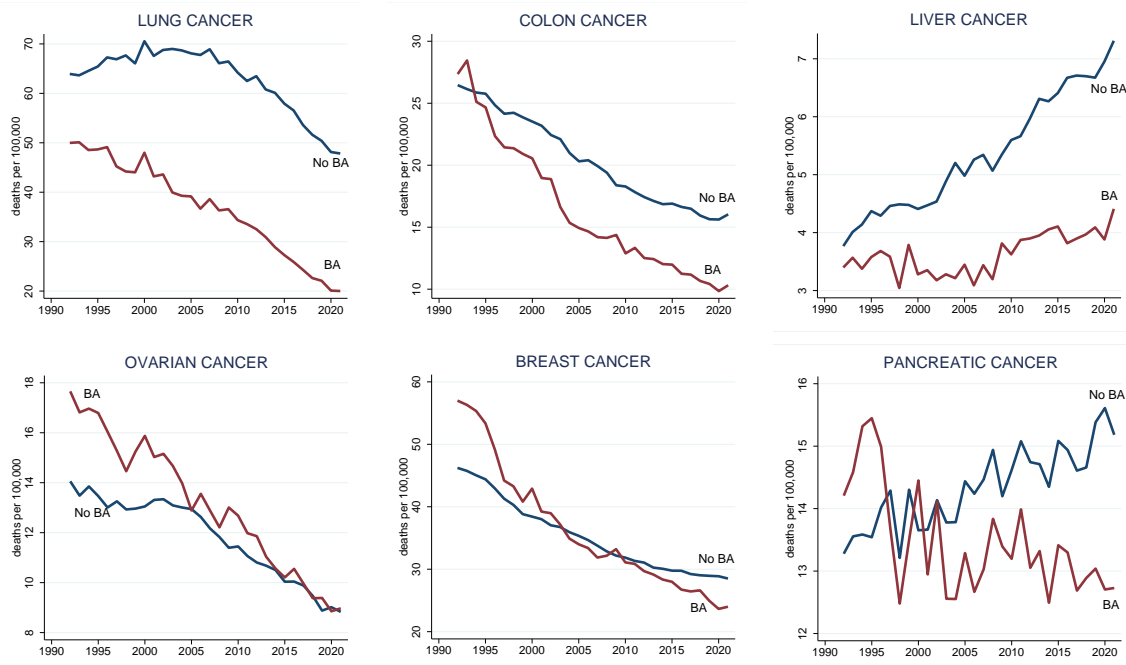 LUNG CANCER
deaths per 100,000
70
60
50
40
30
20
No BA
BA
1990 1995 2000 2005 2010 2015 2020
COLON CANCER
deaths per 100,000
30
25
20
15
10
No BA
BA
1990 1995 2000 2005 2010 2015 2020
LIVER CANCER
deaths per 100,000
7
6
5
4
3
No BA
BA
1990 1995 2000 2005 2010 2015 2020
OVARIAN CANCER
deaths per 100,000
18
16
14
12
10
8
BA
No BA
1990 1995 2000 2005 2010 2015 2020
BREAST CANCER
deaths per 100,000
60
50
40
30
20
No BA
BA
1990 1995 2000 2005 2010 2015 2020
PANCREATIC CANCER
deaths per 100,000
16
15
14
13
12
No BA
BA
1990 1995 2000 2005 2010 2015 2020